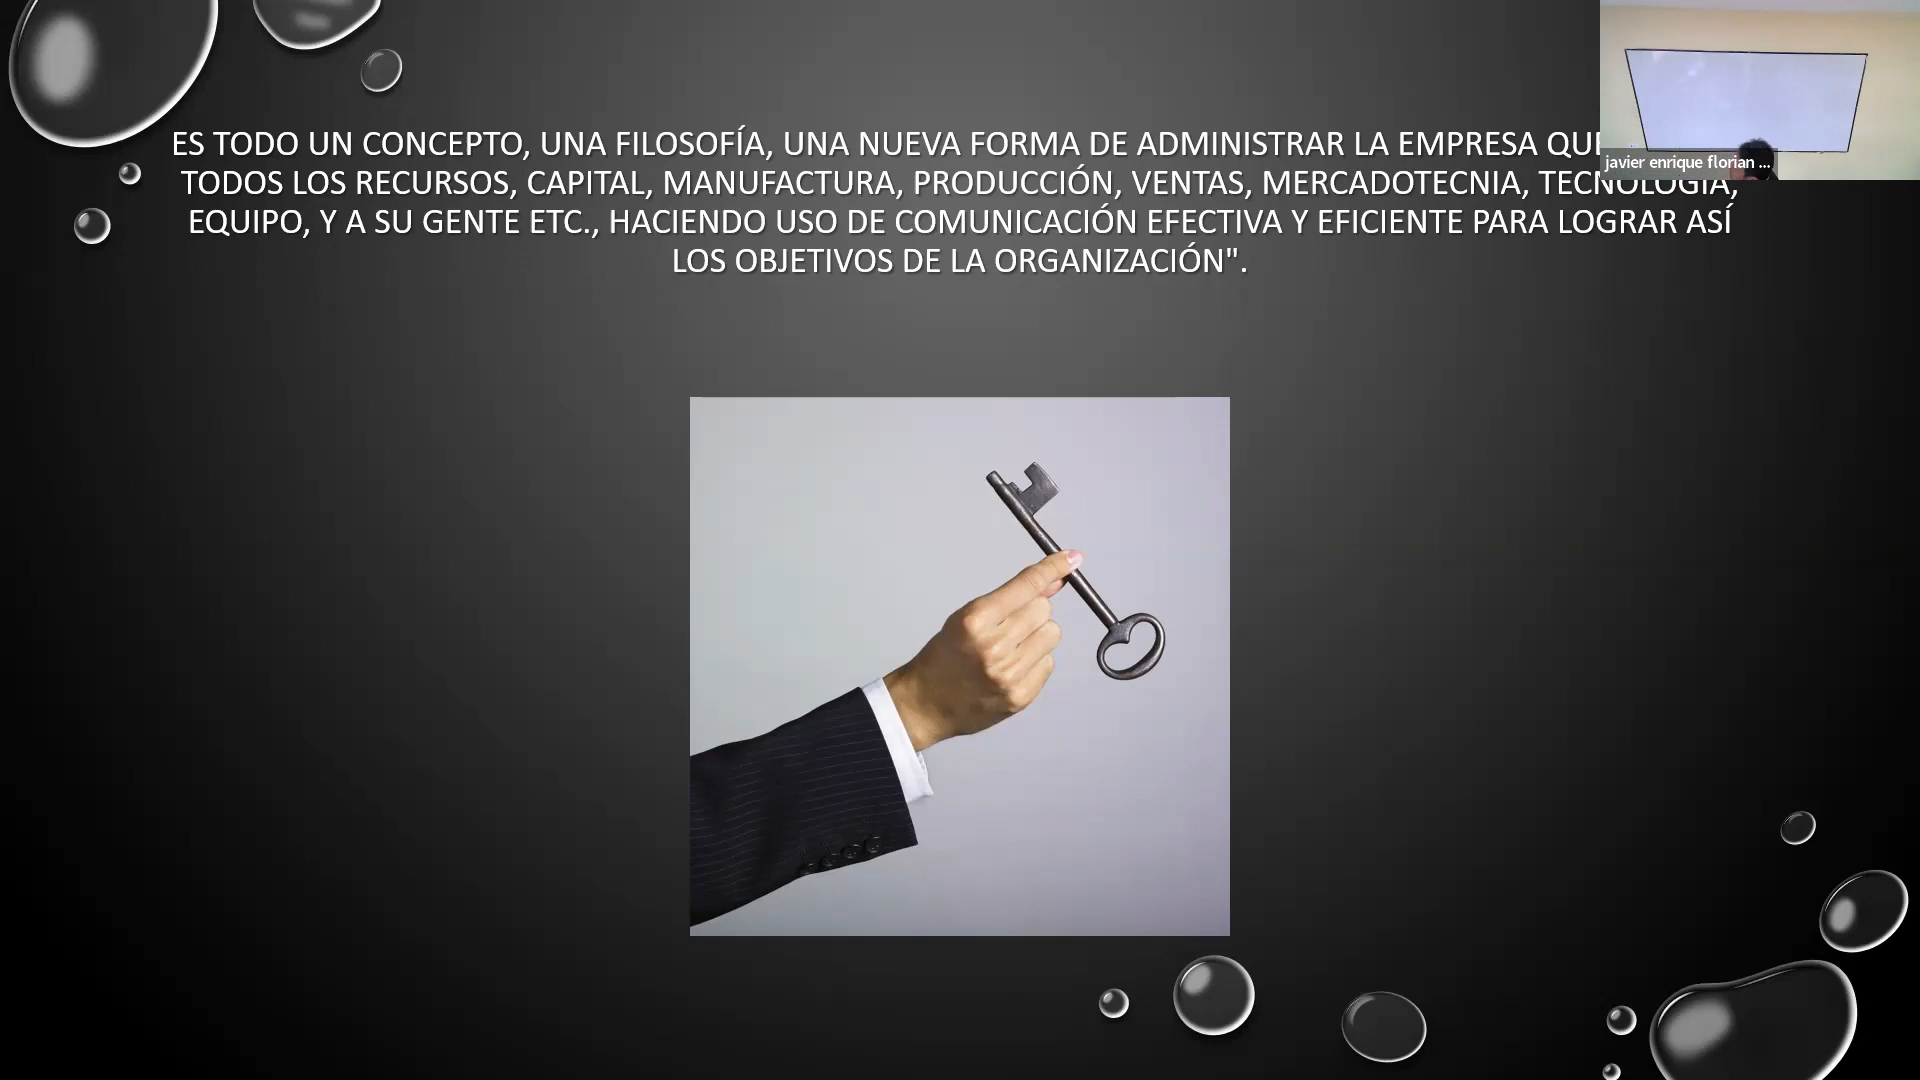 ES TODO UN CONCEPTO, UNA FILOSOFÍA, UNA NUEVA FORMA DE ADMINISTRAR LA EMPRESA QUE
TODOS LOS RECURSOS, CAPITAL, MANUFACTURA, PRODUCCIÓN, VENTAS, MERCADOTECNIA, TECNOLOGÍA,
EQUIPO, Y A SU GENTE ETC., HACIENDO USO DE COMUNICACIÓN EFECTIVA Y EFICIENTE PARA LOGRAR ASÍ
LOS OBJETIVOS DE LA ORGANIZACIÓN".
javier enrique florian ...